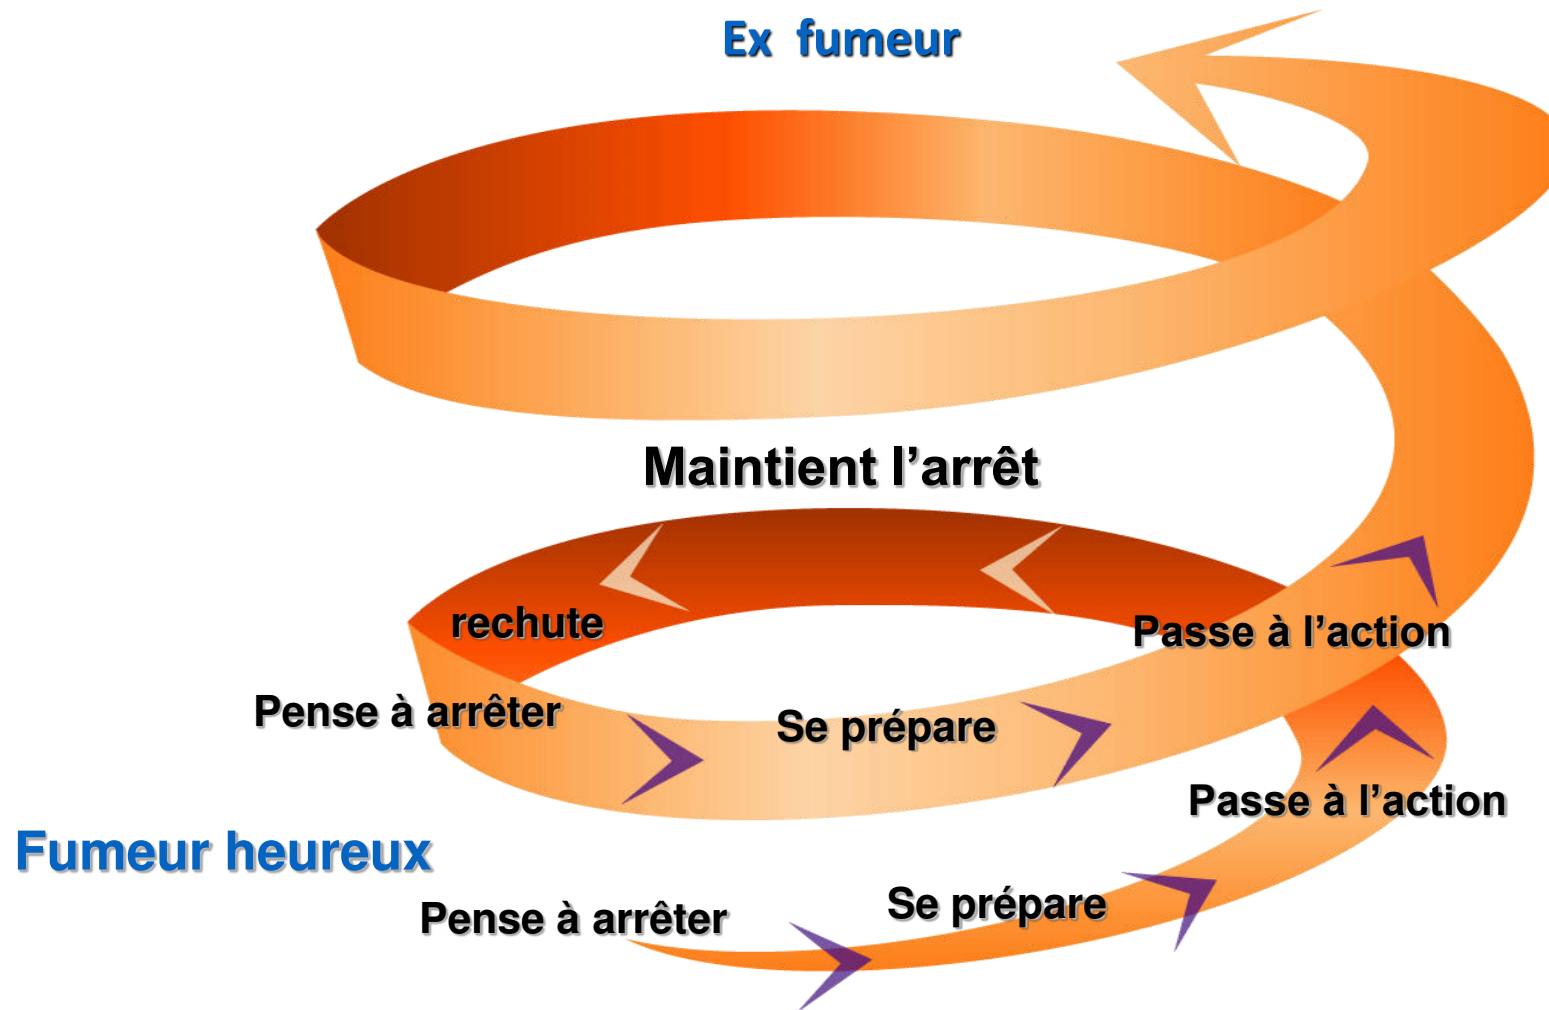 Ex fumeur
Maintient l’arrêt
rechute
Passe à l’action
Pense à arrêter
Se prépare
Passe à l’action
Fumeur heureux
Pense à arrêter
Se prépare